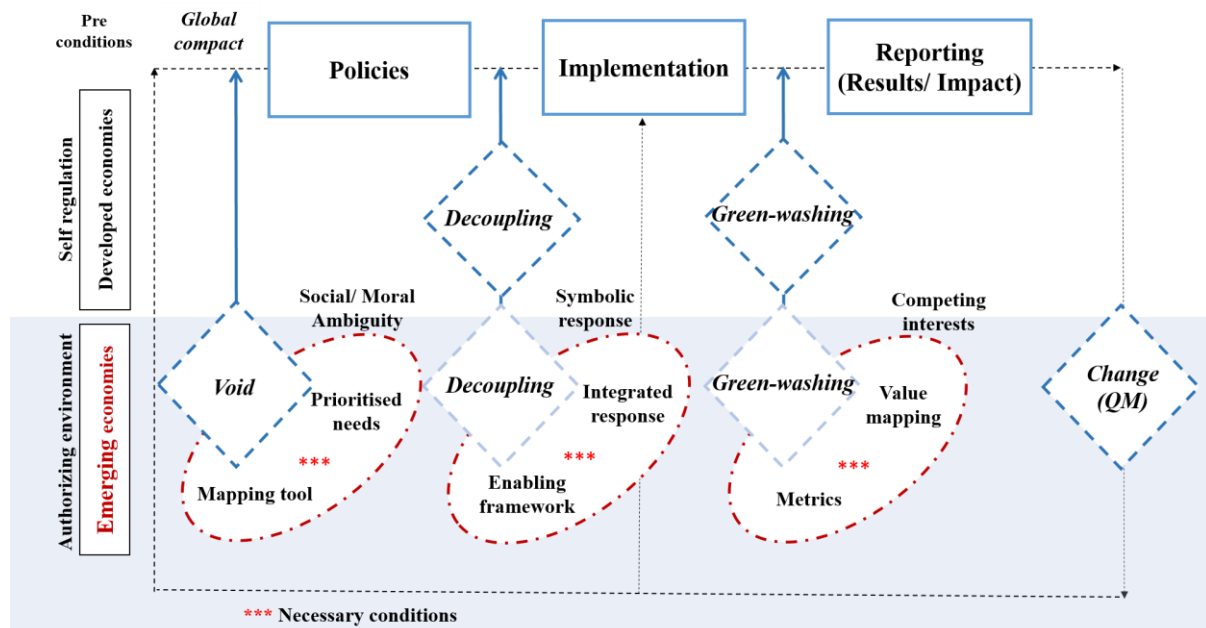 Pre
conditions
Global
compact
Policies
Implementation
Reporting
(Results/ Impact)
Self regulation
Developed economies
Decoupling
Green-washing
Social/ Moral
Ambiguity
Symbolic
response
Competing
interests
Authorizing environment
Emerging economies
Void
Prioritised
needs
***
Mapping tool
Decoupling
Integrated
response
***
Enabling
framework
Green-washing
Value
mapping
***
Metrics
Change
(QM)
*** Necessary conditions